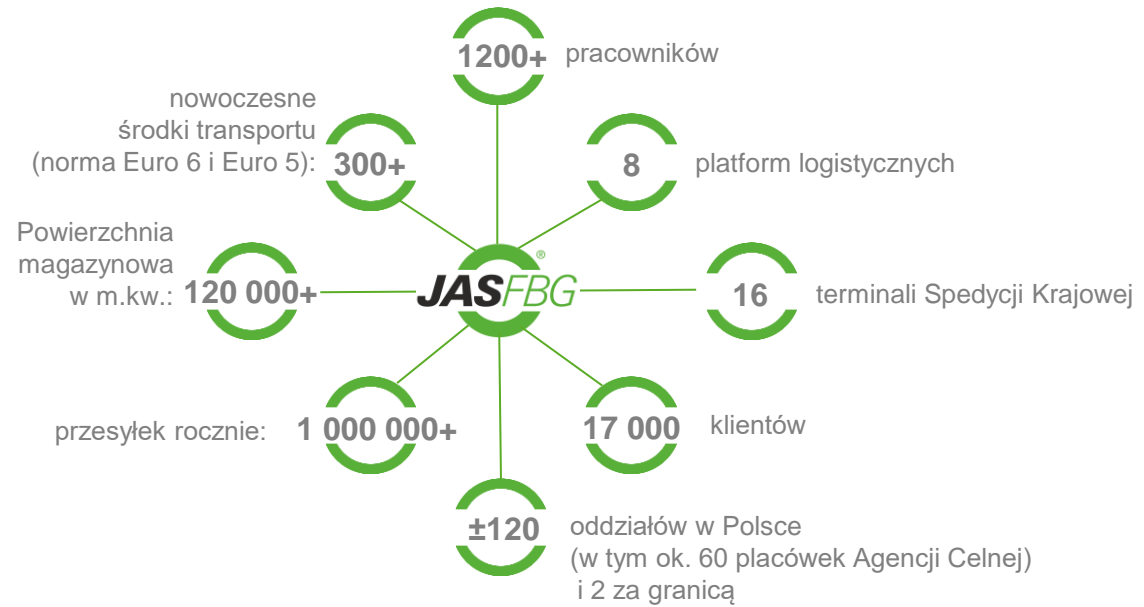 1200+ pracowników
nowoczesne
środki transportu
(norma Euro 6 i Euro 5): 300+
8 platform logistycznych
Powierzchnia
magazynowa
w m.kw.: 120 000+
JASFBG®
16 terminali Spedycji Krajowej
przesyłek rocznie: 1 000 000+
17 000 klientów
±120 oddziałów w Polsce
(w tym ok. 60 placówek Agencji Celnej)
i 2 za granicą